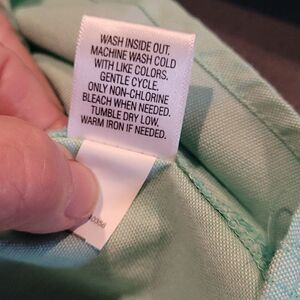 WASH INSIDE OUT.
MACHINE WASH COLD
WITH LIKE COLORS.
GENTLE CYCLE.
ONLY NON-CHLORINE
BLEACH WHEN NEEDED.
TUMBLE DRY LOW.
WARM IRON IF NEEDED.